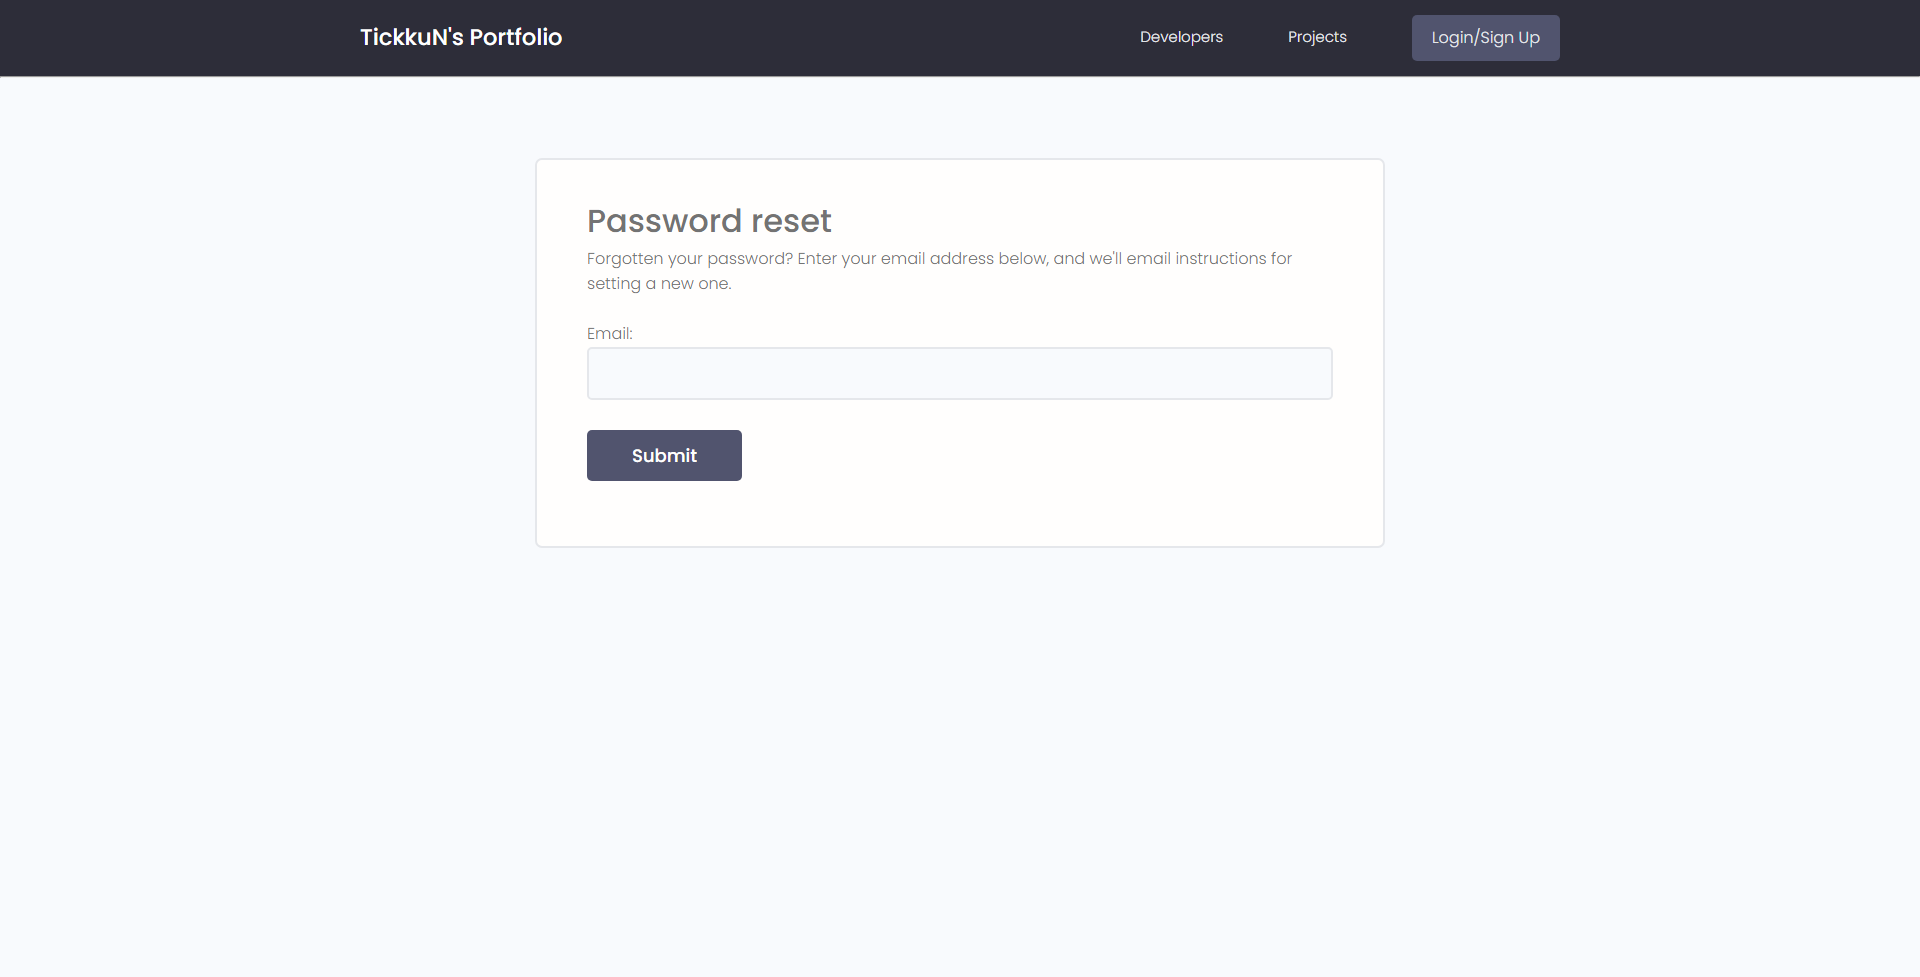 TickkuN's Portfolio
Developers
Projects
Login/Sign Up
Password reset
Forgotten your password? Enter your email address below, and we'll email instructions for
setting a new one.
Email:
Submit